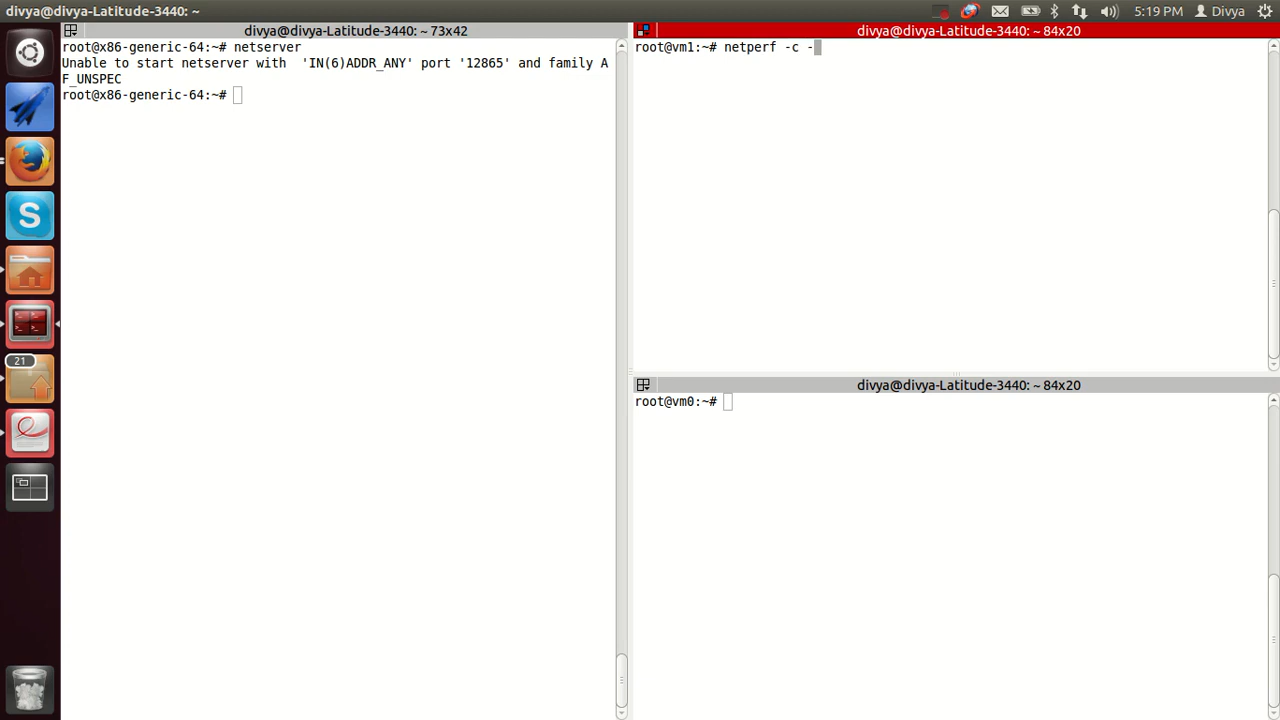 divya@divya-Latitude-3440: ~
5:19 PM
Divya
divya@divya-Latitude-3440: ~ 73x42
root@x86-generic-64:~# netserver
Unable to start netserver with  'IN(6)ADDR_ANY' port '12865' and family A
F_UNSPEC
root@x86-generic-64:~#
divya@divya-Latitude-3440: ~ 84x20
root@vm1:~# netperf -c -
divya@divya-Latitude-3440: ~ 84x20
root@vm0:~#
S
21